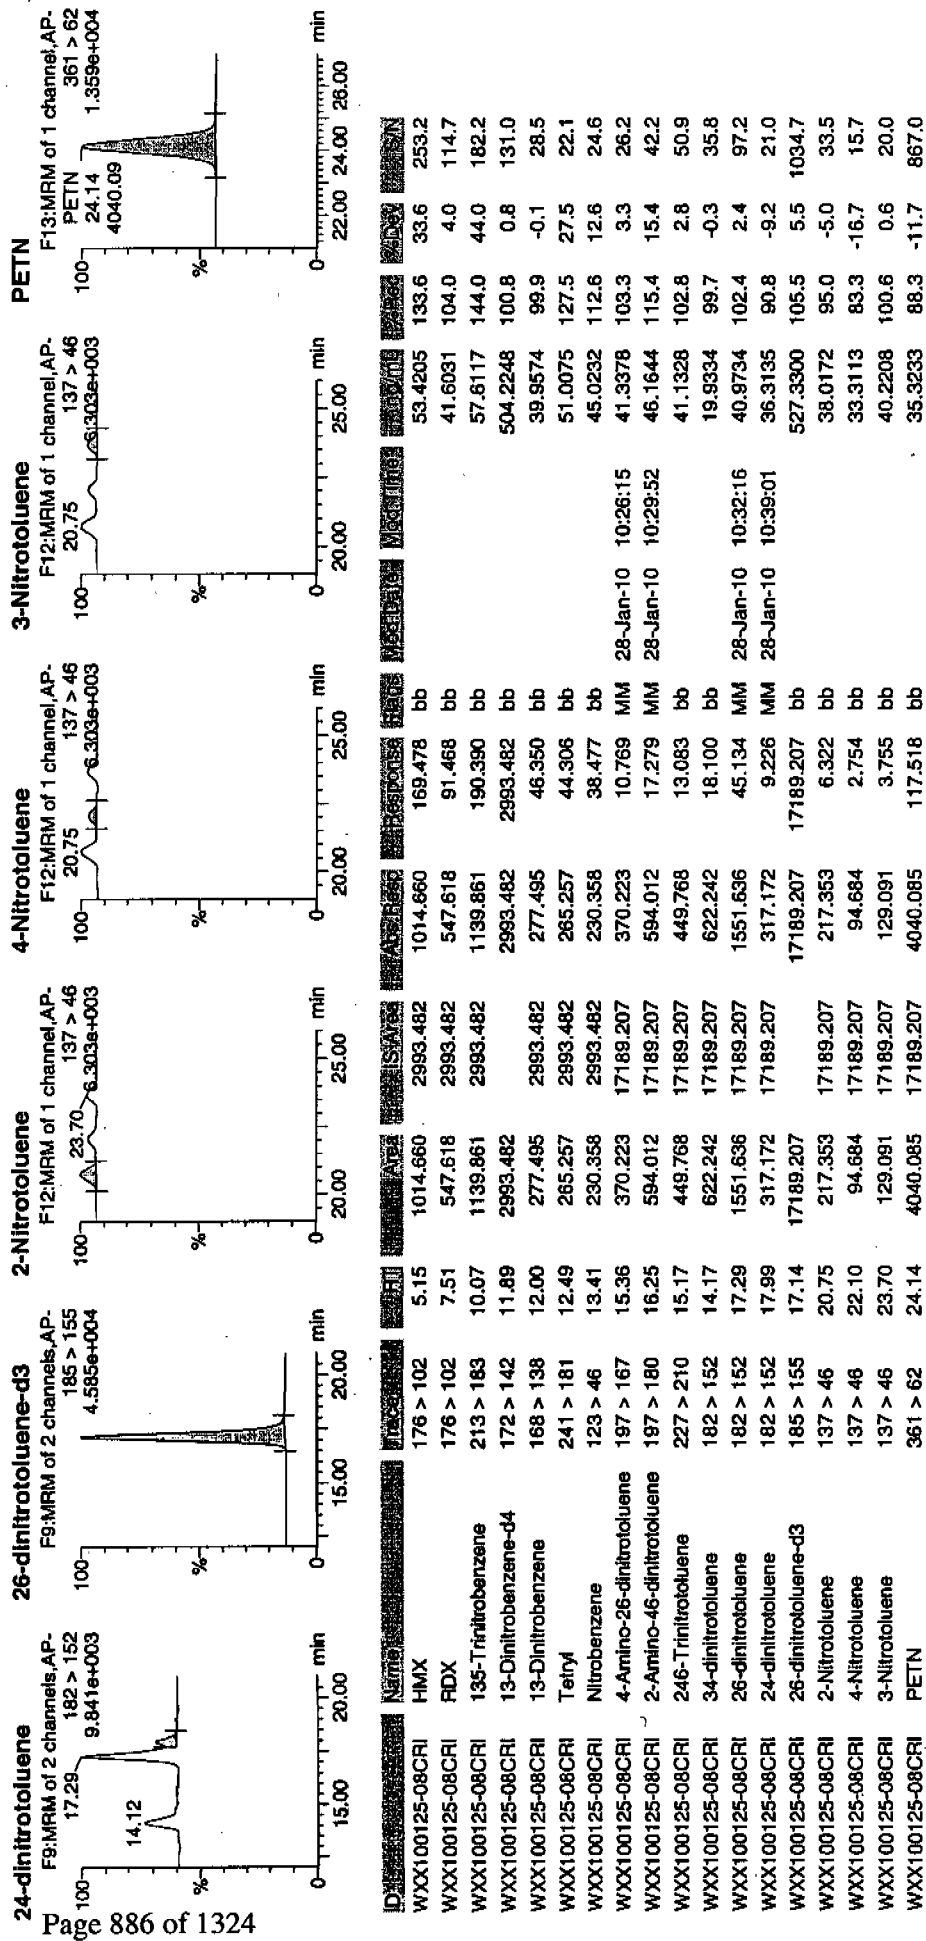 24-dinitrotoluene
F9:MRM of 2 channels,AP-
182 > 152
9.841e+003
17.29
14.12
100
%
0
15.00 20.00 min
26-dinitrotoluene-d3
F9:MRM of 2 channels,AP-
185 > 155
4.585e+004
100
%
0
15.00 20.00 min
2-Nitrotoluene
F12:MRM of 1 channel,AP-
137 > 46
6.303e+003
23.70
100
%
0
20.00 25.00 min
4-Nitrotoluene
F12:MRM of 1 channel,AP-
137 > 46
6.303e+003
20.75
100
%
0
20.00 25.00 min
3-Nitrotoluene
F12:MRM of 1 channel,AP-
137 > 46
6.303e+003
20.75
100
%
0
20.00 25.00 min
PETN
F13:MRM of 1 channel,AP-
361 > 62
1.359e+004
PETN
24.14
4040.09
100
%
0
22.00 24.00 26.00 min
ID Name Trace RT Area IS Area Abs.Resp Response Flags Mod.Date Mod.Time %Rec %Dev S/N
WXX100125-08CRI HMX 176 > 102 5.15 1014.660 2993.482 1014.660 169.478 bb 53.4205 133.6 33.6 253.2
WXX100125-08CRI RDX 176 > 102 7.51 547.618 2993.482 547.618 91.468 bb 41.6031 104.0 4.0 114.7
WXX100125-08CRI 135-Trinitrobenzene 213 > 183 10.07 1139.861 2993.482 1139.861 190.390 bb 57.6117 144.0 44.0 182.2
WXX100125-08CRI 13-Dinitrobenzene-d4 172 > 142 11.89 2993.482 2993.482 2993.482 bb 504.2248 100.8 0.8 131.0
WXX100125-08CRI 13-Dinitrobenzene 168 > 138 12.00 277.495 2993.482 277.495 46.350 bb 39.9574 99.9 -0.1 28.5
WXX100125-08CRI Tetryl 241 > 181 12.49 265.257 2993.482 265.257 44.306 bb 51.0075 127.5 27.5 22.1
WXX100125-08CRI Nitrobenzene 123 > 46 13.41 230.358 2993.482 230.358 38.477 bb 45.0232 112.6 12.6 24.6
WXX100125-08CRI 4-Amino-26-dinitrotoluene 197 > 167 15.36 370.223 17189.207 370.223 10.769 MM 28-Jan-10 10:26:15 41.3378 103.3 3.3 26.2
WXX100125-08CRI 2-Amino-46-dinitrotoluene 197 > 180 16.25 594.012 17189.207 594.012 17.279 MM 28-Jan-10 10:29:52 46.1644 115.4 15.4 42.2
WXX100125-08CRI 246-Trinitrotoluene 227 > 210 15.17 449.768 17189.207 449.768 13.083 bb 41.1328 102.8 2.8 50.9
WXX100125-08CRI 34-dinitrotoluene 182 > 152 14.17 622.242 17189.207 622.242 18.100 bb 19.9334 99.7 -0.3 35.8
WXX100125-08CRI 26-dinitrotoluene 182 > 152 17.29 1551.636 17189.207 1551.636 45.134 MM 28-Jan-10 10:32:16 40.9734 102.4 2.4 97.2
WXX100125-08CRI 24-dinitrotoluene 182 > 152 17.99 317.172 17189.207 317.172 9.226 MM 28-Jan-10 10:39:01 36.3135 90.8 -9.2 21.0
WXX100125-08CRI 26-dinitrotoluene-d3 185 > 155 17.14 17189.207 17189.207 17189.207 bb 527.3300 105.5 5.5 1034.7
WXX100125-08CRI 2-Nitrotoluene 137 > 46 20.75 217.353 17189.207 217.353 6.322 bb 38.0172 95.0 -5.0 33.5
WXX100125-08CRI 4-Nitrotoluene 137 > 46 22.10 94.684 17189.207 94.684 2.754 bb 33.3113 83.3 -16.7 15.7
WXX100125-08CRI 3-Nitrotoluene 137 > 46 23.70 129.091 17189.207 129.091 3.755 bb 40.2208 100.6 0.6 20.0
WXX100125-08CRI PETN 361 > 62 24.14 4040.085 17189.207 4040.085 117.518 bb 35.3233 88.3 -11.7 867.0
Page 886 of 1324